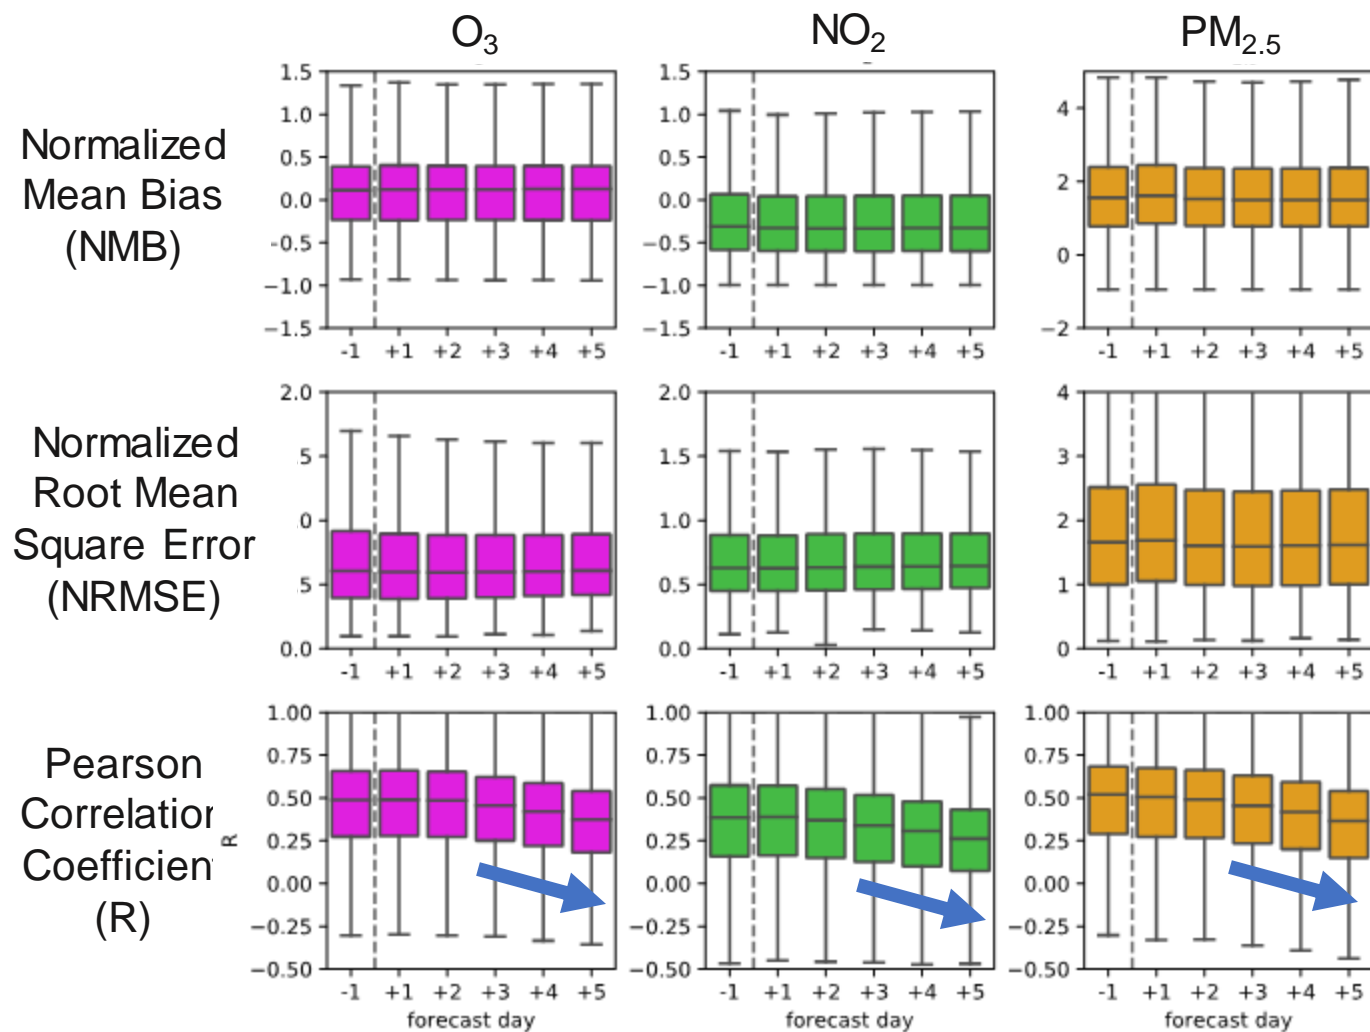 O3
NO2
PM2.5
Normalized
Mean Bias
(NMB)
1.5
1.0
0.5
0.0
-0.5
-1.0
−1.5
-1 +1 +2 +3 +4 +5
1.5
1.0
0.5
0.0
−0.5
−1.0
−1.5
-1 +1 +2 +3 +4 +5
4
2
0
−2
-1 +1 +2 +3 +4 +5
Normalized
Root Mean
Square Error
(NRMSE)
2.0
5
0
5
0.0
-1 +1 +2 +3 +4 +5
2.0
1.5
1.0
0.5
0.0
-1 +1 +2 +3 +4 +5
4
3
2
1
0
-1 +1 +2 +3 +4 +5
Pearson
Correlation
Coefficien
(R)
R
1.00
0.75
0.50
0.25
0.00
−0.25
−0.50
-1 +1 +2 +3 +4 +5
forecast day
1.00
0.75
0.50
0.25
0.00
−0.25
−0.50
-1 +1 +2 +3 +4 +5
forecast day
1.00
0.75
0.50
0.25
0.00
−0.25
−0.50
-1 +1 +2 +3 +4 +5
forecast day